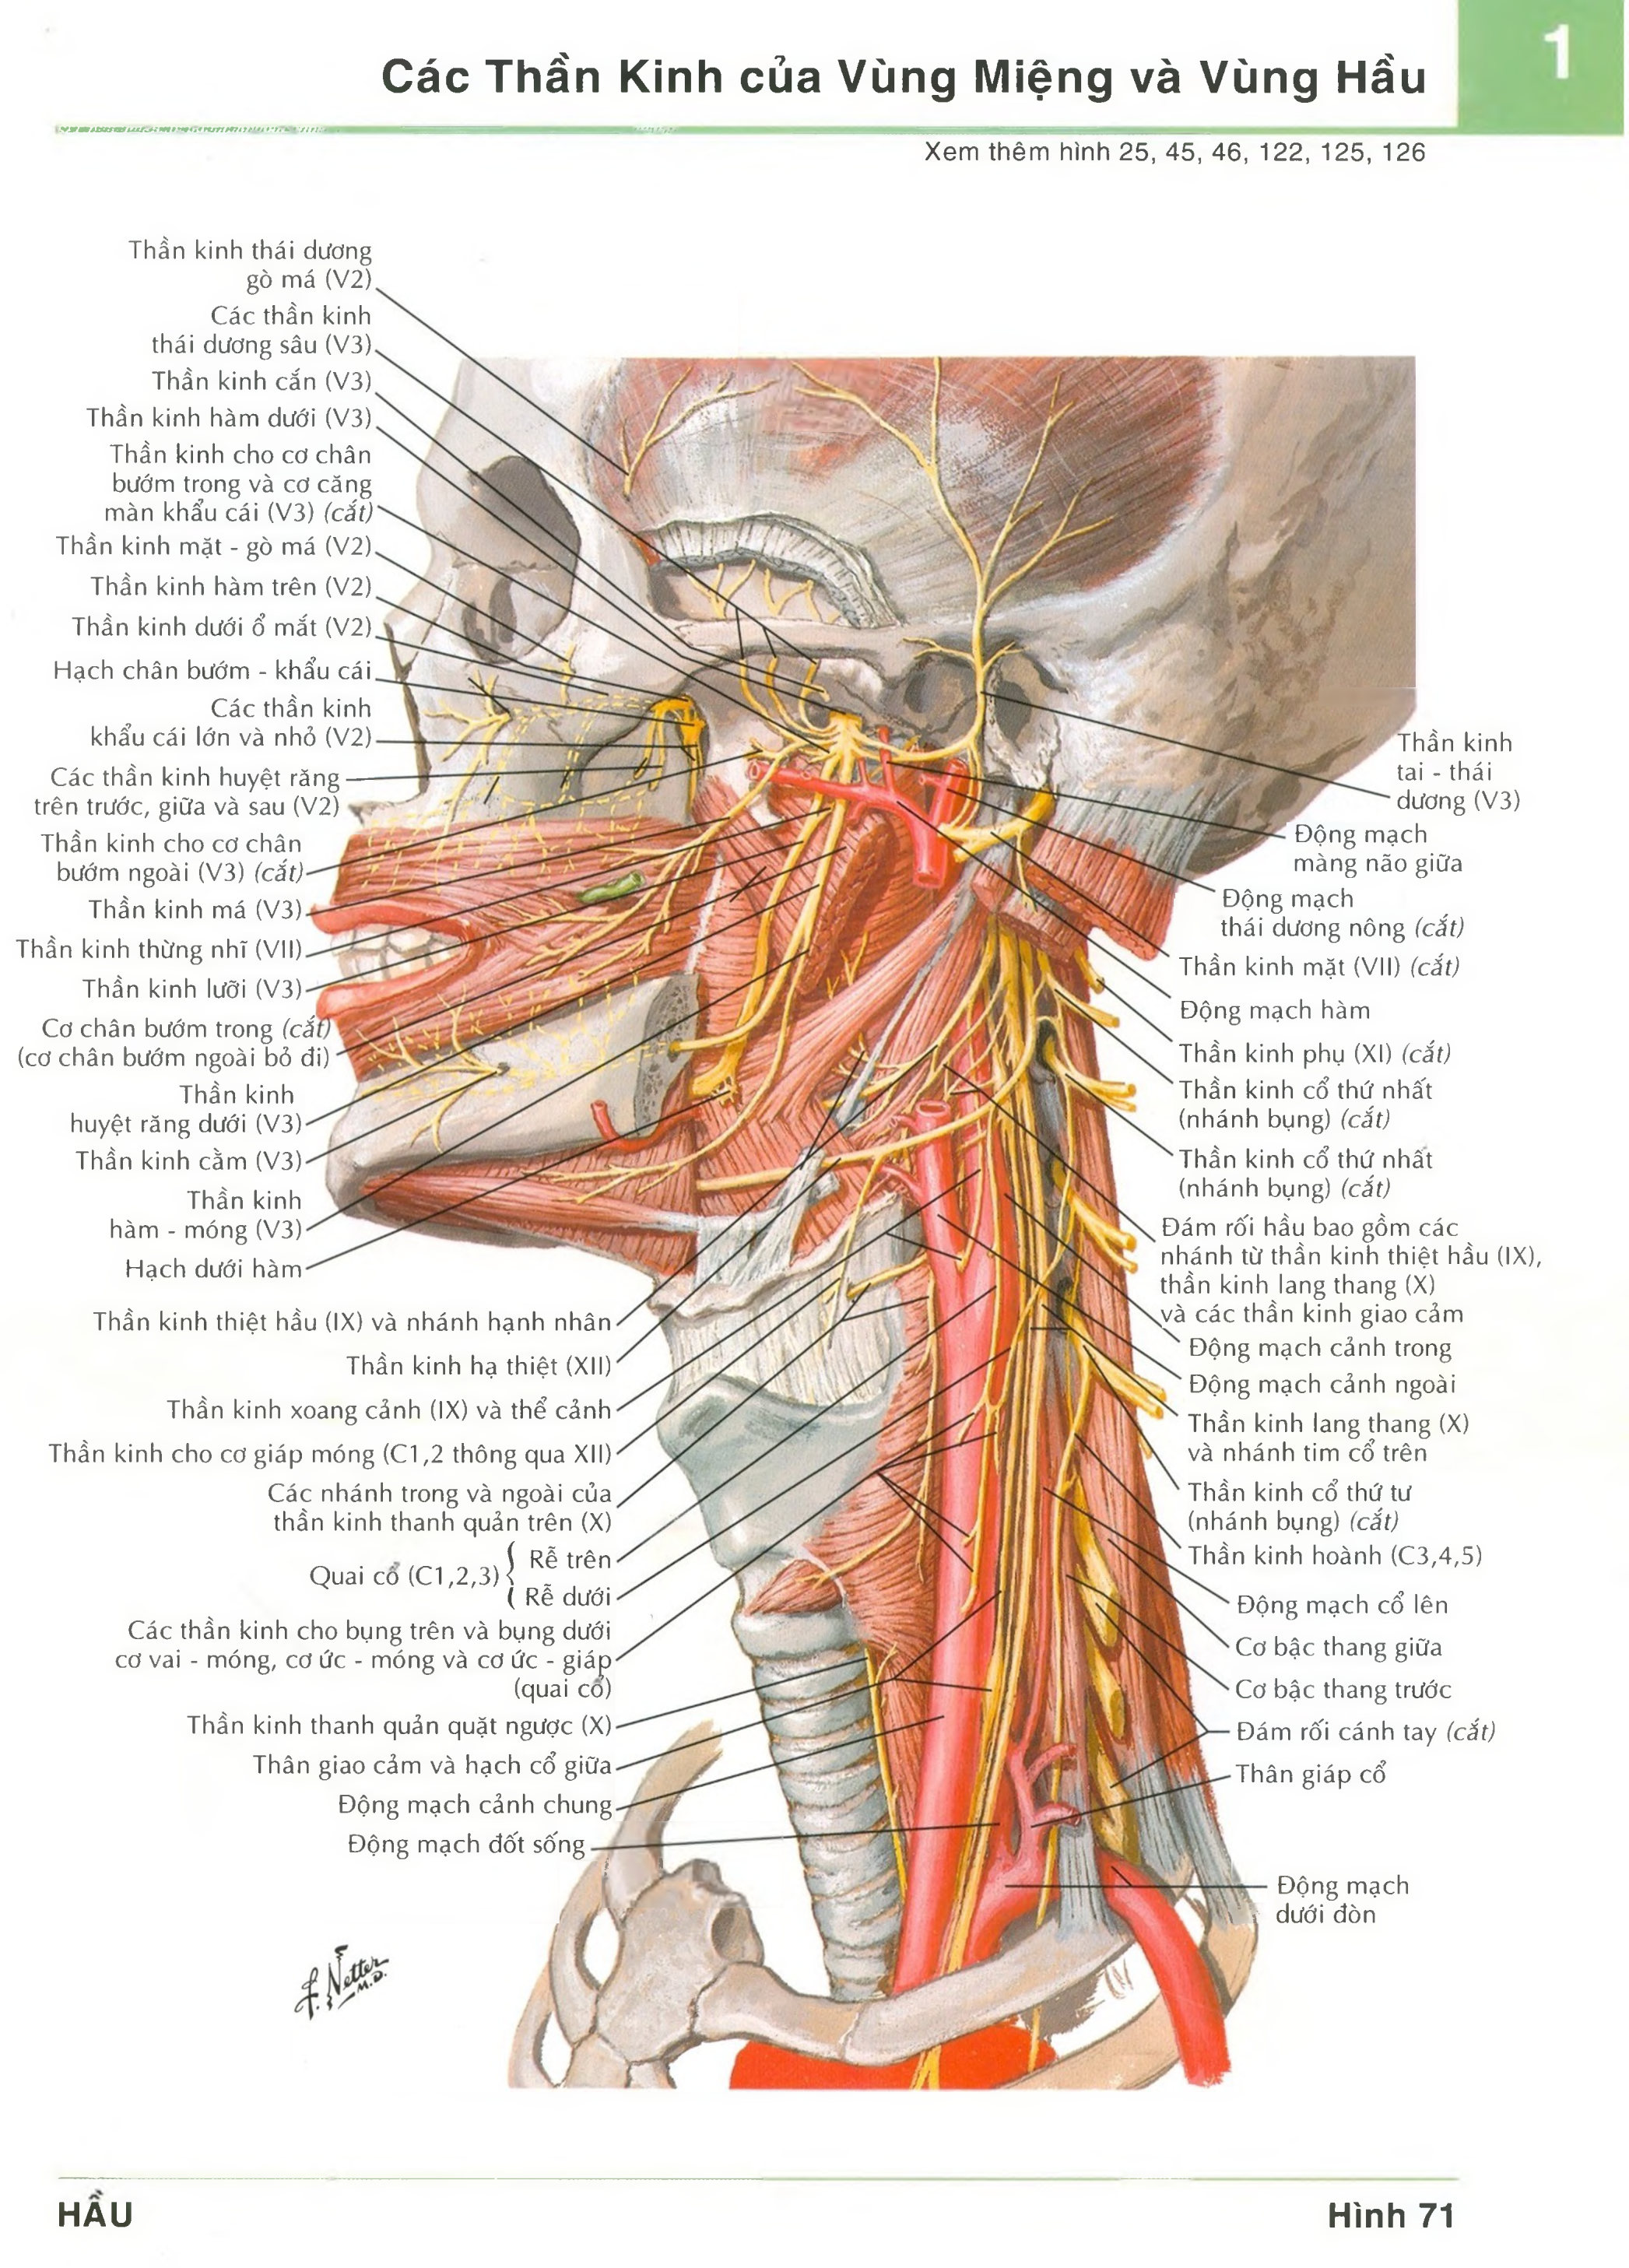 1
Các Thần Kinh của Vùng Miệng và Vùng Hầu
Xem thêm hình 25, 45, 46, 122, 125, 126
Thần kinh thái dương
gò má (V2)
Các thần kinh
thái dương sâu (V3)
Thần kinh cắn (V3)
Thần kinh hàm dưới (V3)
Thần kinh cho cơ chân
bướm trong và cơ căng
màn khẩu cái (V3) (cắt)
Thần kinh mặt - gò má (V2)
Thần kinh hàm trên (V2)
Thần kinh dưới ổ mắt (V2)
Hạch chân bướm - khẩu cái
Các thần kinh
khẩu cái lớn và nhỏ (V2)
Các thần kinh huyệt răng
trên trước, giữa và sau (V2)
Thần kinh cho cơ chân
bướm ngoài (V3) (cắt)
Thần kinh má (V3)
Thần kinh thừng nhĩ (VII)
Thần kinh lưỡi (V3)
Cơ chân bướm trong (cắt)
(cơ chân bướm ngoài bỏ đi)
Thần kinh
huyệt răng dưới (V3)
Thần kinh cằm (V3)
Thần kinh
hàm - móng (V3)
Hạch dưới hàm
Thần kinh thiệt hầu (IX) và nhánh hạnh nhân
Thần kinh hạ thiệt (XII)
Thần kinh xoang cảnh (IX) và thể cảnh
Thần kinh cho cơ giáp móng (C1,2 thông qua XII)
Các nhánh trong và ngoài của
thần kinh thanh quản trên (X)
Quai cổ (C1,2,3)
Rễ trên
Rễ dưới
Các thần kinh cho bụng trên và bụng dưới
cơ vai - móng, cơ ức - móng và cơ ức - giáp
(quai cổ)
Thần kinh thanh quản quặt ngược (X)
Thân giao cảm và hạch cổ giữa
Động mạch cảnh chung
Động mạch đốt sống
Thần kinh
tai - thái
dương (V3)
Động mạch
màng não giữa
Động mạch
thái dương nông (cắt)
Thần kinh mặt (VII) (cắt)
Động mạch hàm
Thần kinh phụ (XI) (cắt)
Thần kinh cổ thứ nhất
(nhánh bụng) (cắt)
Thần kinh cổ thứ nhất
(nhánh bụng) (cắt)
Đám rối hầu bao gồm các
nhánh từ thần kinh thiệt hầu (IX),
thần kinh lang thang (X)
và các thần kinh giao cảm
Động mạch cảnh trong
Động mạch cảnh ngoài
Thần kinh lang thang (X)
và nhánh tim cổ trên
Thần kinh cổ thứ tư
(nhánh bụng) (cắt)
Thần kinh hoành (C3,4,5)
Động mạch cổ lên
Cơ bậc thang giữa
Cơ bậc thang trước
Đám rối cánh tay (cắt)
Thân giáp cổ
Động mạch
dưới đòn
F. Netter
M.D.
HẦU
Hình 71